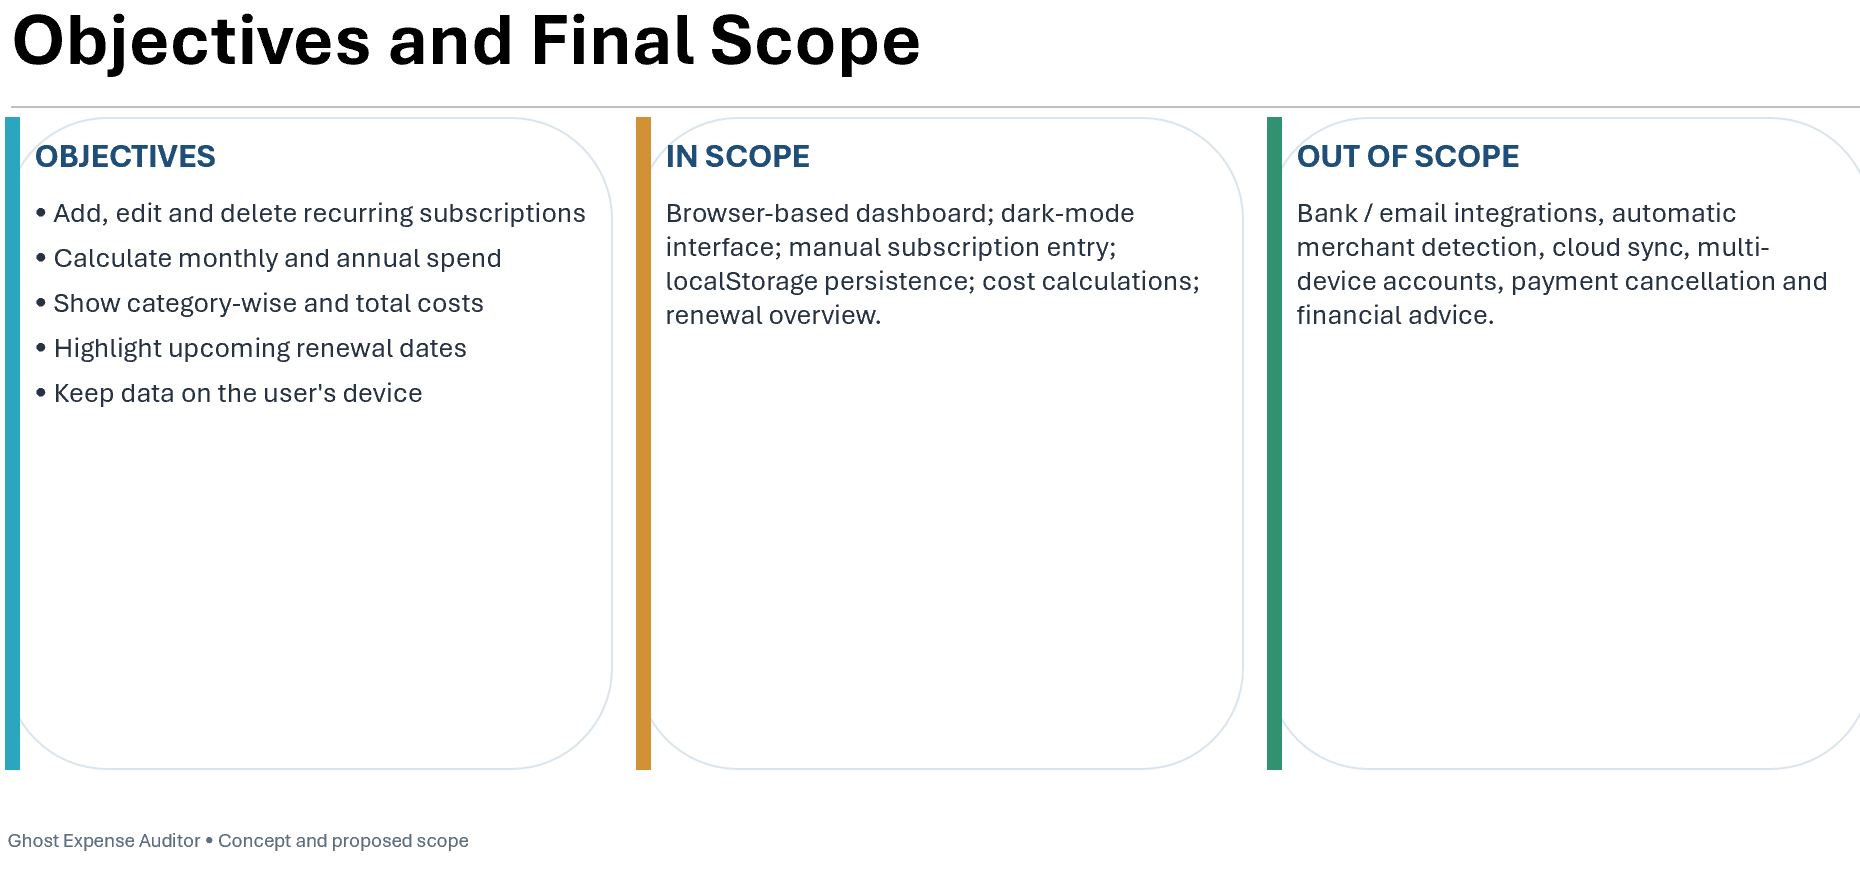 Objectives and Final Scope
OBJECTIVES
• Add, edit and delete recurring subscriptions
• Calculate monthly and annual spend
• Show category-wise and total costs
• Highlight upcoming renewal dates
• Keep data on the user's device
IN SCOPE
Browser-based dashboard; dark-mode
interface; manual subscription entry;
localStorage persistence; cost calculations;
renewal overview.
OUT OF SCOPE
Bank / email integrations, automatic
merchant detection, cloud sync, multi-
device accounts, payment cancellation and
financial advice.
Ghost Expense Auditor • Concept and proposed scope